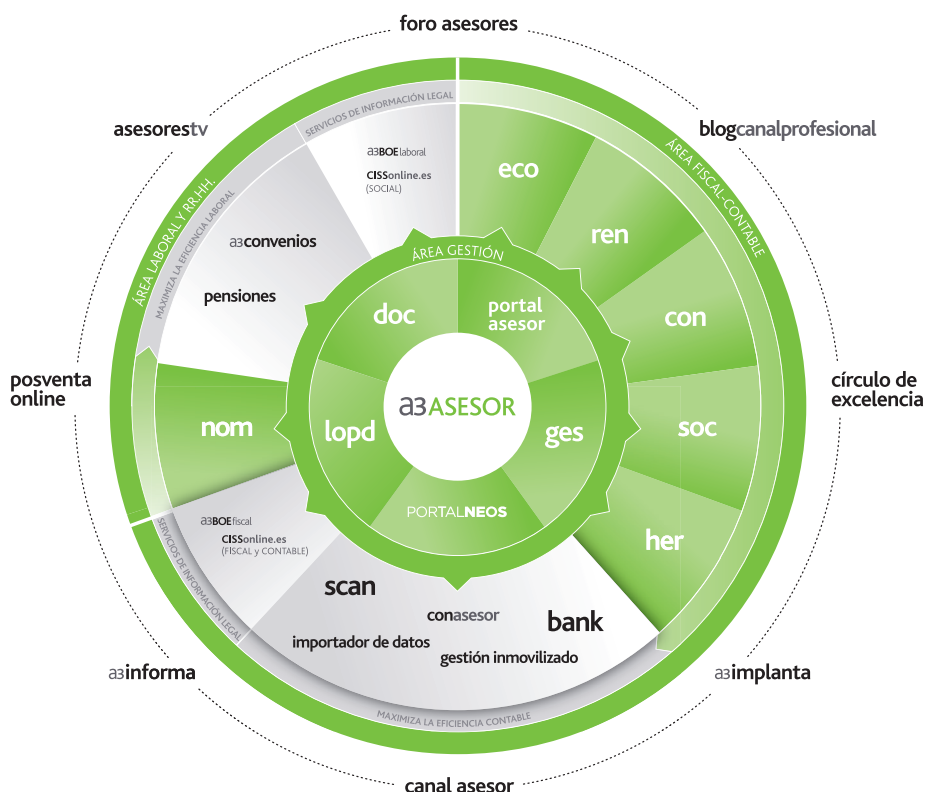 foro asesores
asesorestv
blogcanalprofesional
SERVICIOS DE INFORMACIÓN LEGAL
ÁREA FISCAL-CONTABLE
ÁREA LABORAL Y RR.HH.
MAXIMIZA LA EFICIENCIA LABORAL
a3BOElaboral
CISSonline.es
(SOCIAL)
eco
ren
a3convenios
pensiones
ÁREA GESTIÓN
doc
portal
asesor
con
posventa
online
círculo de
excelencia
a3ASESOR
nom
lopd
ges
soc
PORTALNEOS
a3BOEfiscal
CISSonline.es
(FISCAL y CONTABLE)
her
SERVICIOS DE INFORMACIÓN LEGAL
scan
conasesor
bank
importador de datos
gestión inmovilizado
a3informa
a3implanta
MAXIMIZA LA EFICIENCIA CONTABLE
canal asesor